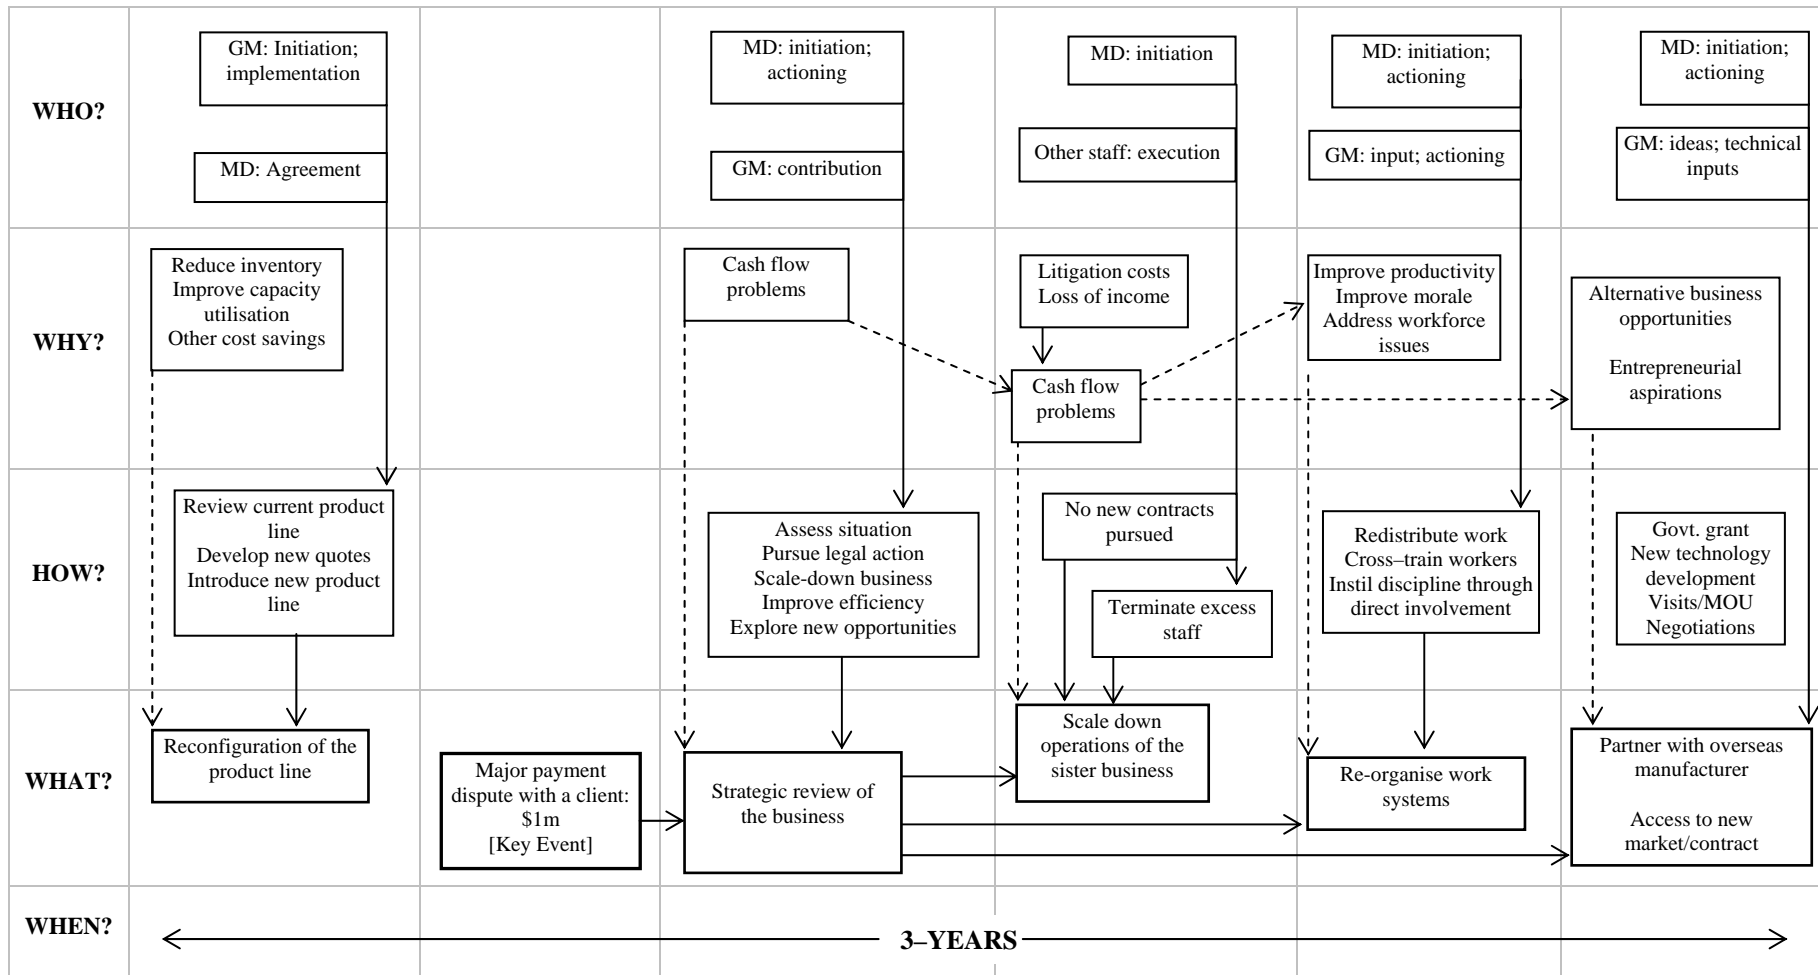 WHO?
GM: Initiation;
implementation
MD: Agreement
MD: initiation;
actioning
GM: contribution
MD: initiation
Other staff: execution
MD: initiation;
actioning
GM: input; actioning
MD: initiation;
actioning
GM: ideas; technical
inputs
WHY?
Reduce inventory
Improve capacity
utilisation
Other cost savings
Cash flow
problems
Litigation costs
Loss of income
Cash flow
problems
Improve productivity
Improve morale
Address workforce
issues
Alternative business
opportunities
Entrepreneurial
aspirations
HOW?
Review current product
line
Develop new quotes
Introduce new product
line
Assess situation
Pursue legal action
Scale-down business
Improve efficiency
Explore new opportunities
No new contracts
pursued
Terminate excess
staff
Redistribute work
Cross–train workers
Instil discipline through
direct involvement
Govt. grant
New technology
development
Visits/MOU
Negotiations
WHAT?
Reconfiguration of the
product line
Major payment
dispute with a client:
$1m
[Key Event]
Strategic review of
the business
Scale down
operations of the
sister business
Re-organise work
systems
Partner with overseas
manufacturer
Access to new
market/contract
WHEN?
3–YEARS